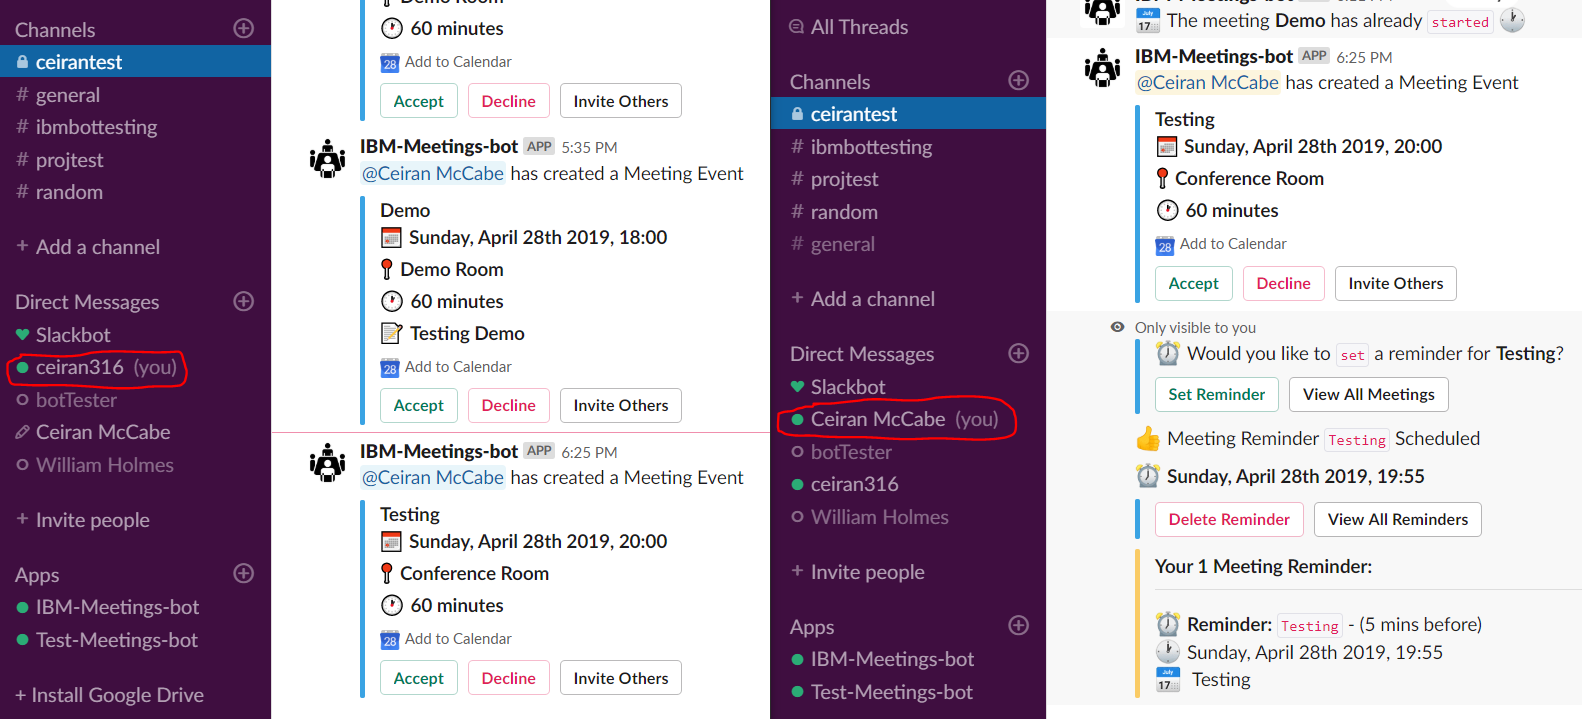 Channels
ceirantest
# general
# ibmbottesting
# projtest
# random
+ Add a channel
Direct Messages
Slackbot
ceiran316 (you)
botTester
Ceiran McCabe
William Holmes
+ Invite people
Apps
IBM-Meetings-bot
Test-Meetings-bot
+ Install Google Drive
Demo Room
60 minutes
28 Add to Calendar
Accept Decline Invite Others
IBM-Meetings-bot APP 5:35 PM
@Ceiran McCabe has created a Meeting Event
Demo
Sunday, April 28th 2019, 18:00
Demo Room
60 minutes
Testing Demo
28 Add to Calendar
Accept Decline Invite Others
IBM-Meetings-bot APP 6:25 PM
@Ceiran McCabe has created a Meeting Event
Testing
Sunday, April 28th 2019, 20:00
Conference Room
60 minutes
28 Add to Calendar
Accept Decline Invite Others
All Threads
Channels
ceirantest
# ibmbottesting
# projtest
# random
# general
+ Add a channel
Direct Messages
Slackbot
Ceiran McCabe (you)
botTester
ceiran316
William Holmes
+ Invite people
Apps
IBM-Meetings-bot
Test-Meetings-bot
July 17 The meeting Demo has already started
IBM-Meetings-bot APP 6:25 PM
@Ceiran McCabe has created a Meeting Event
Testing
Sunday, April 28th 2019, 20:00
Conference Room
60 minutes
28 Add to Calendar
Accept Decline Invite Others
Only visible to you
Would you like to set a reminder for Testing?
Set Reminder View All Meetings
Meeting Reminder Testing Scheduled
Sunday, April 28th 2019, 19:55
Delete Reminder View All Reminders
Your 1 Meeting Reminder:
Reminder: Testing - (5 mins before)
Sunday, April 28th 2019, 19:55
July 17 Testing